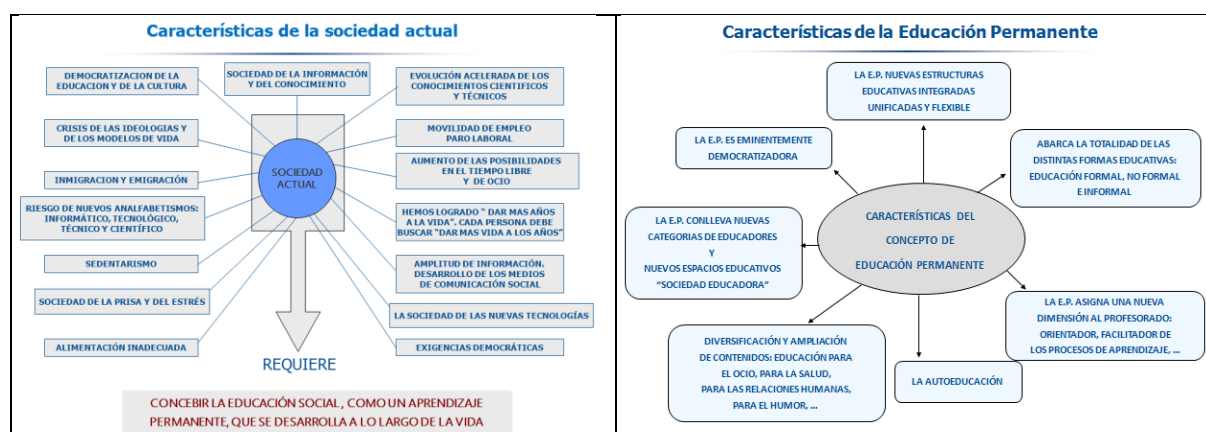 Características de la sociedad actual
DEMOCRATIZACION DE LA
EDUCACION Y DE LA CULTURA
SOCIEDAD DE LA INFORMACIÓN
Y DEL CONOCIMIENTO
EVOLUCIÓN ACELERADA DE LOS
CONOCIMIENTOS CIENTIFICOS
Y TÉCNICOS
CRISIS DE LAS IDEOLOGIAS Y
DE LOS MODELOS DE VIDA
MOVILIDAD DE EMPLEO
PARO LABORAL
INMIGRACION Y EMIGRACIÓN
SOCIEDAD
ACTUAL
AUMENTO DE LAS POSIBILIDADES
EN EL TIEMPO LIBRE
Y DE OCIO
RIESGO DE NUEVOS ANALFABETISMOS:
INFORMÁTICO, TECNOLÓGICO,
TÉCNICO Y CIENTÍFICO
HEMOS LOGRADO " DAR MAS AÑOS
A LA VIDA". CADA PERSONA DEBE
BUSCAR "DAR MAS VIDA A LOS AÑOS"
SEDENTARISMO
AMPLITUD DE INFORMACIÓN.
DESARROLLO DE LOS MEDIOS
DE COMUNICACIÓN SOCIAL
SOCIEDAD DE LA PRISA Y DEL ESTRÉS
LA SOCIEDAD DE LAS NUEVAS TECNOLOGÍAS
ALIMENTACIÓN INADECUADA
EXIGENCIAS DEMOCRÁTICAS
REQUIERE
CONCEBIR LA EDUCACIÓN SOCIAL, COMO UN APRENDIZAJE
PERMANENTE, QUE SE DESARROLLA A LO LARGO DE LA VIDA
Características de la Educación Permanente
LA E.P. NUEVAS ESTRUCTURAS
EDUCATIVAS INTEGRADAS
UNIFICADAS Y FLEXIBLE
LA E.P. ES EMINENTEMENTE
DEMOCRATIZADORA
ABARCA LA TOTALIDAD DE LAS
DISTINTAS FORMAS EDUCATIVAS:
EDUCACIÓN FORMAL, NO FORMAL
E INFORMAL
CARACTERÍSTICAS DEL
CONCEPTO DE
EDUCACIÓN PERMANENTE
LA E.P. CONLLEVA NUEVAS
CATEGORIAS DE EDUCADORES
Y
NUEVOS ESPACIOS EDUCATIVOS
"SOCIEDAD EDUCADORA"
LA E.P. ASIGNA UNA NUEVA
DIMENSIÓN AL PROFESORADO:
ORIENTADOR, FACILITADOR DE
LOS PROCESOS DE APRENDIZAJE, ...
DIVERSIFICACIÓN Y AMPLIACIÓN
DE CONTENIDOS: EDUCACIÓN PARA
EL OCIO, PARA LA SALUD,
PARA LAS RELACIONES HUMANAS,
PARA EL HUMOR, ...
LA AUTOEDUCACIÓN